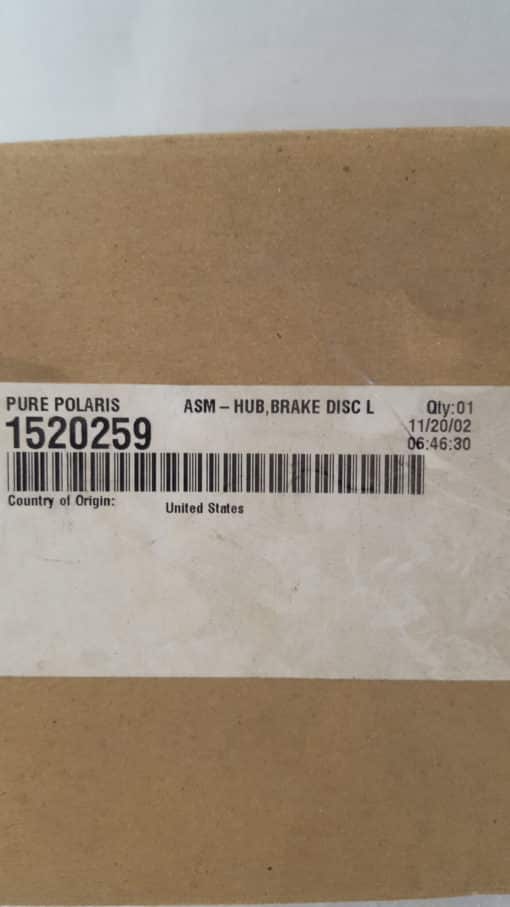 PURE POLARIS ASM – HUB,BRAKE DISC L Qty:01
1520259 11/20/02
06:46:30
Country of Origin: United States